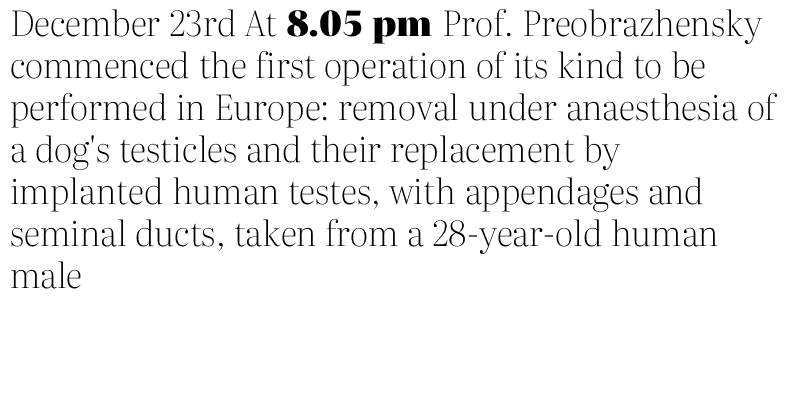 December 23rd At 8.05 pm Prof. Preobrazhensky
commenced the first operation of its kind to be
performed in Europe: removal under anaesthesia of
a dog's testicles and their replacement by
implanted human testes, with appendages and
seminal ducts, taken from a 28-year-old human
male